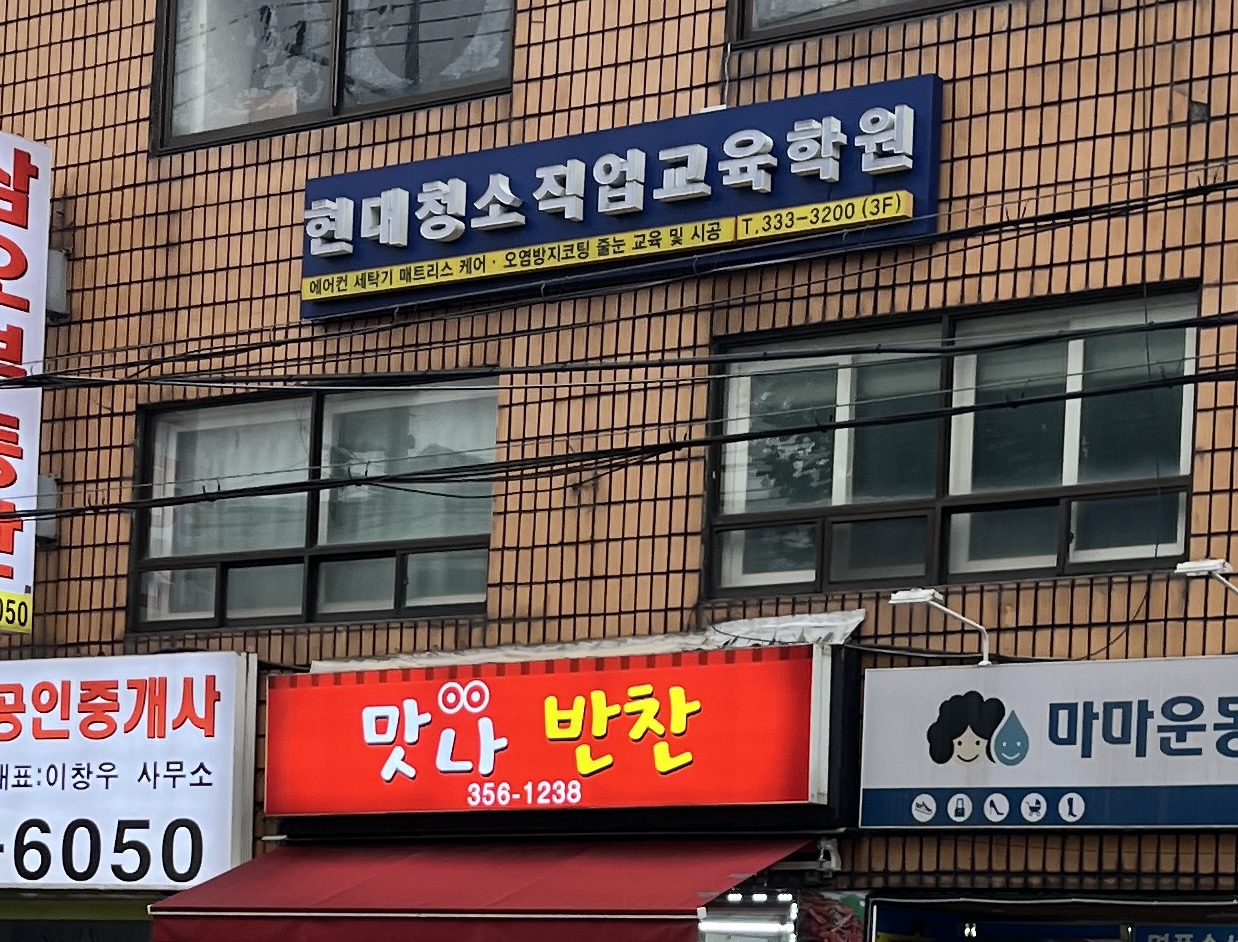 현대청소직업교육학원
에어컨 세탁기 매트리스 케어 · 오염방지코팅 줄눈 교육 및 시공 T.333-3200 (3F)
050
공인중개사
대표:이창우 사무소
-6050
맛나 반찬
356-1238
마마운동